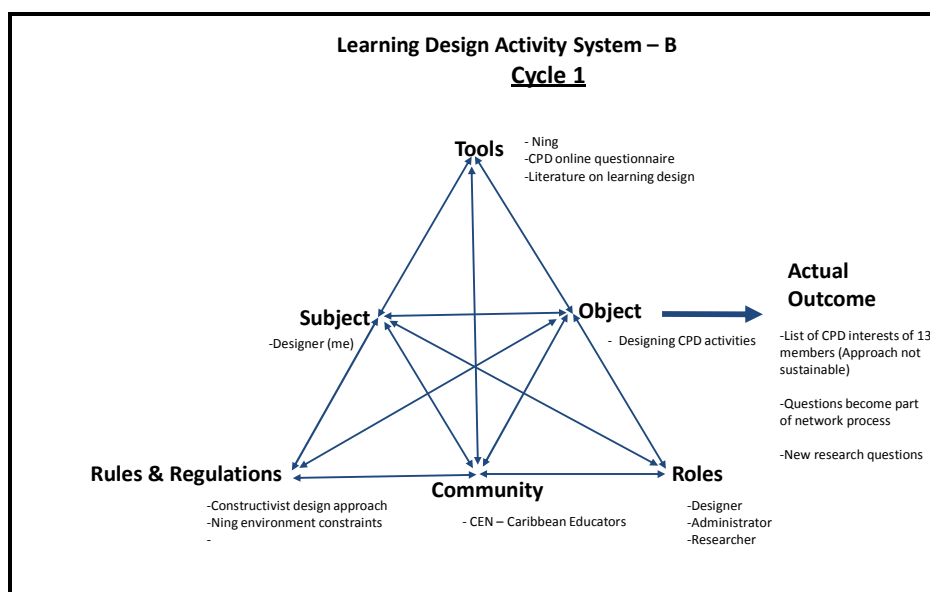 Learning Design Activity System – B
Cycle 1
Tools
- Ning
-CPD online questionnaire
-Literature on learning design
Subject
-Designer (me)
Object
- Designing CPD activities
Actual
Outcome
-List of CPD interests of 13
members (Approach not
sustainable)
-Questions become part
of network process
-New research questions
Rules & Regulations
-Constructivist design approach
-Ning environment constraints
-
Community
- CEN – Caribbean Educators
Roles
-Designer
-Administrator
-Researcher